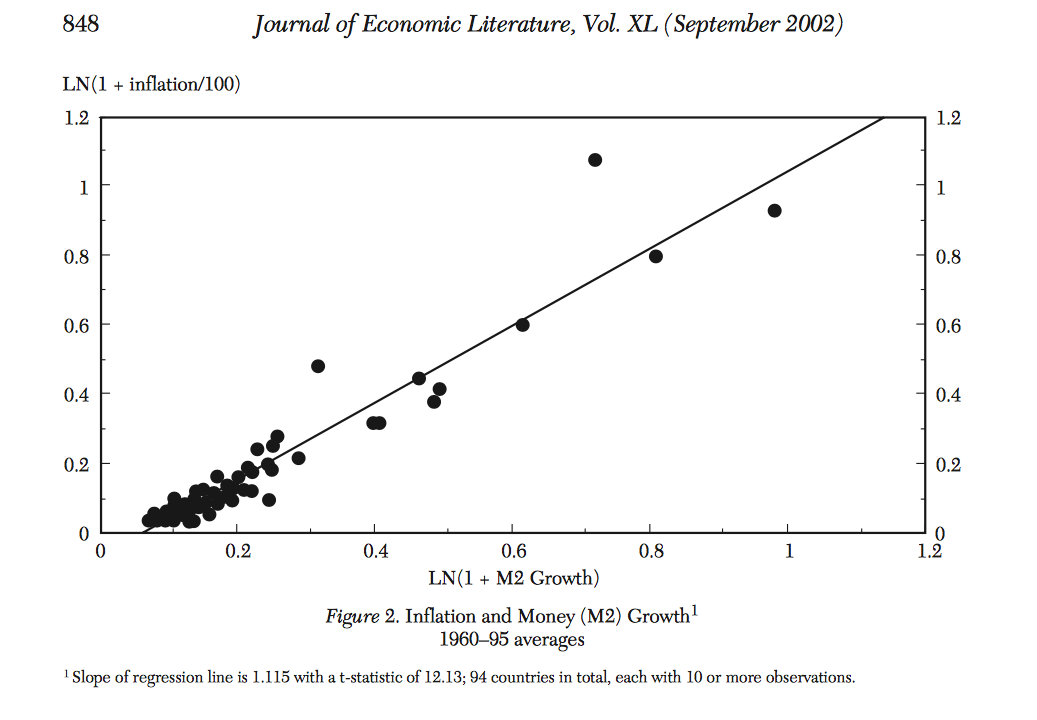 848 Journal of Economic Literature, Vol. XL (September 2002)
LN(1 + inflation/100)
1.2 1.2
1 1
0.8 0.8
0.6 0.6
0.4 0.4
0.2 0.2
0 0
0 0.2 0.4 0.6 0.8 1 1.2
LN(1 + M2 Growth)
Figure 2. Inflation and Money (M2) Growth¹
1960–95 averages
¹ Slope of regression line is 1.115 with a t-statistic of 12.13; 94 countries in total, each with 10 or more observations.